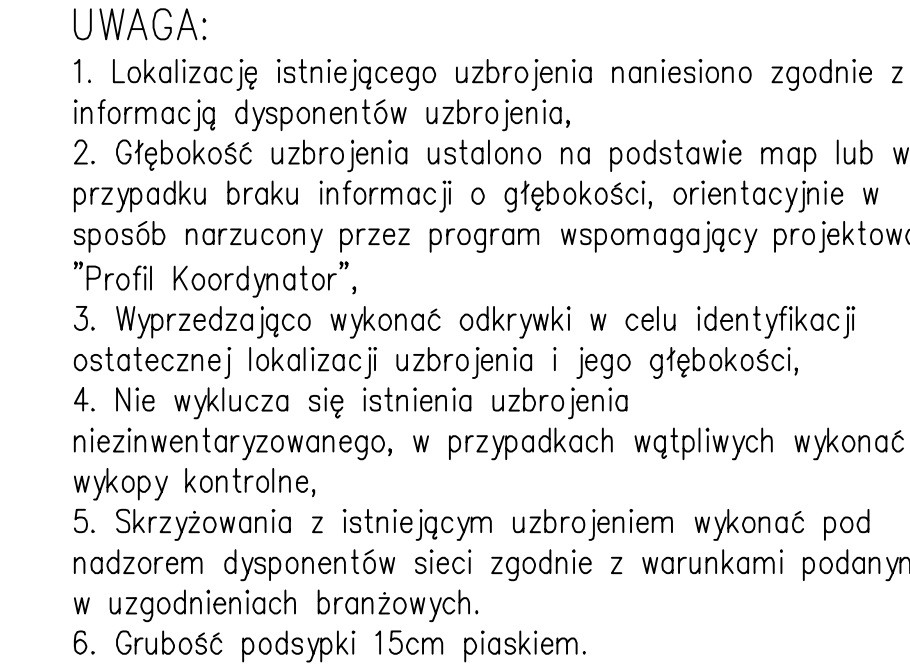 UWAGA:
1. Lokalizację istniejącego uzbrojenia naniesiono zgodnie z
informacją dysponentów uzbrojenia,
2. Głębokość uzbrojenia ustalono na podstawie map lub w
przypadku braku informacji o głębokości, orientacyjnie w
sposób narzucony przez program wspomagający
"Profil Koordynator",
3. Wyprzedzająco wykonać odkrywki w celu identyfikacji
ostatecznej lokalizacji uzbrojenia i jego głębokości,
4. Nie wyklucza się istnienia uzbrojenia
niezinwentaryzowanego, w przypadkach wątpliwych wykonać
wykopy kontrolne,
5. Skrzyżowania z istniejącym uzbrojeniem wykonać pod
nadzorem dysponentów sieci zgodnie z warunkami
w uzgodnieniach branżowych.
6. Grubość podsypki 15cm piaskiem.